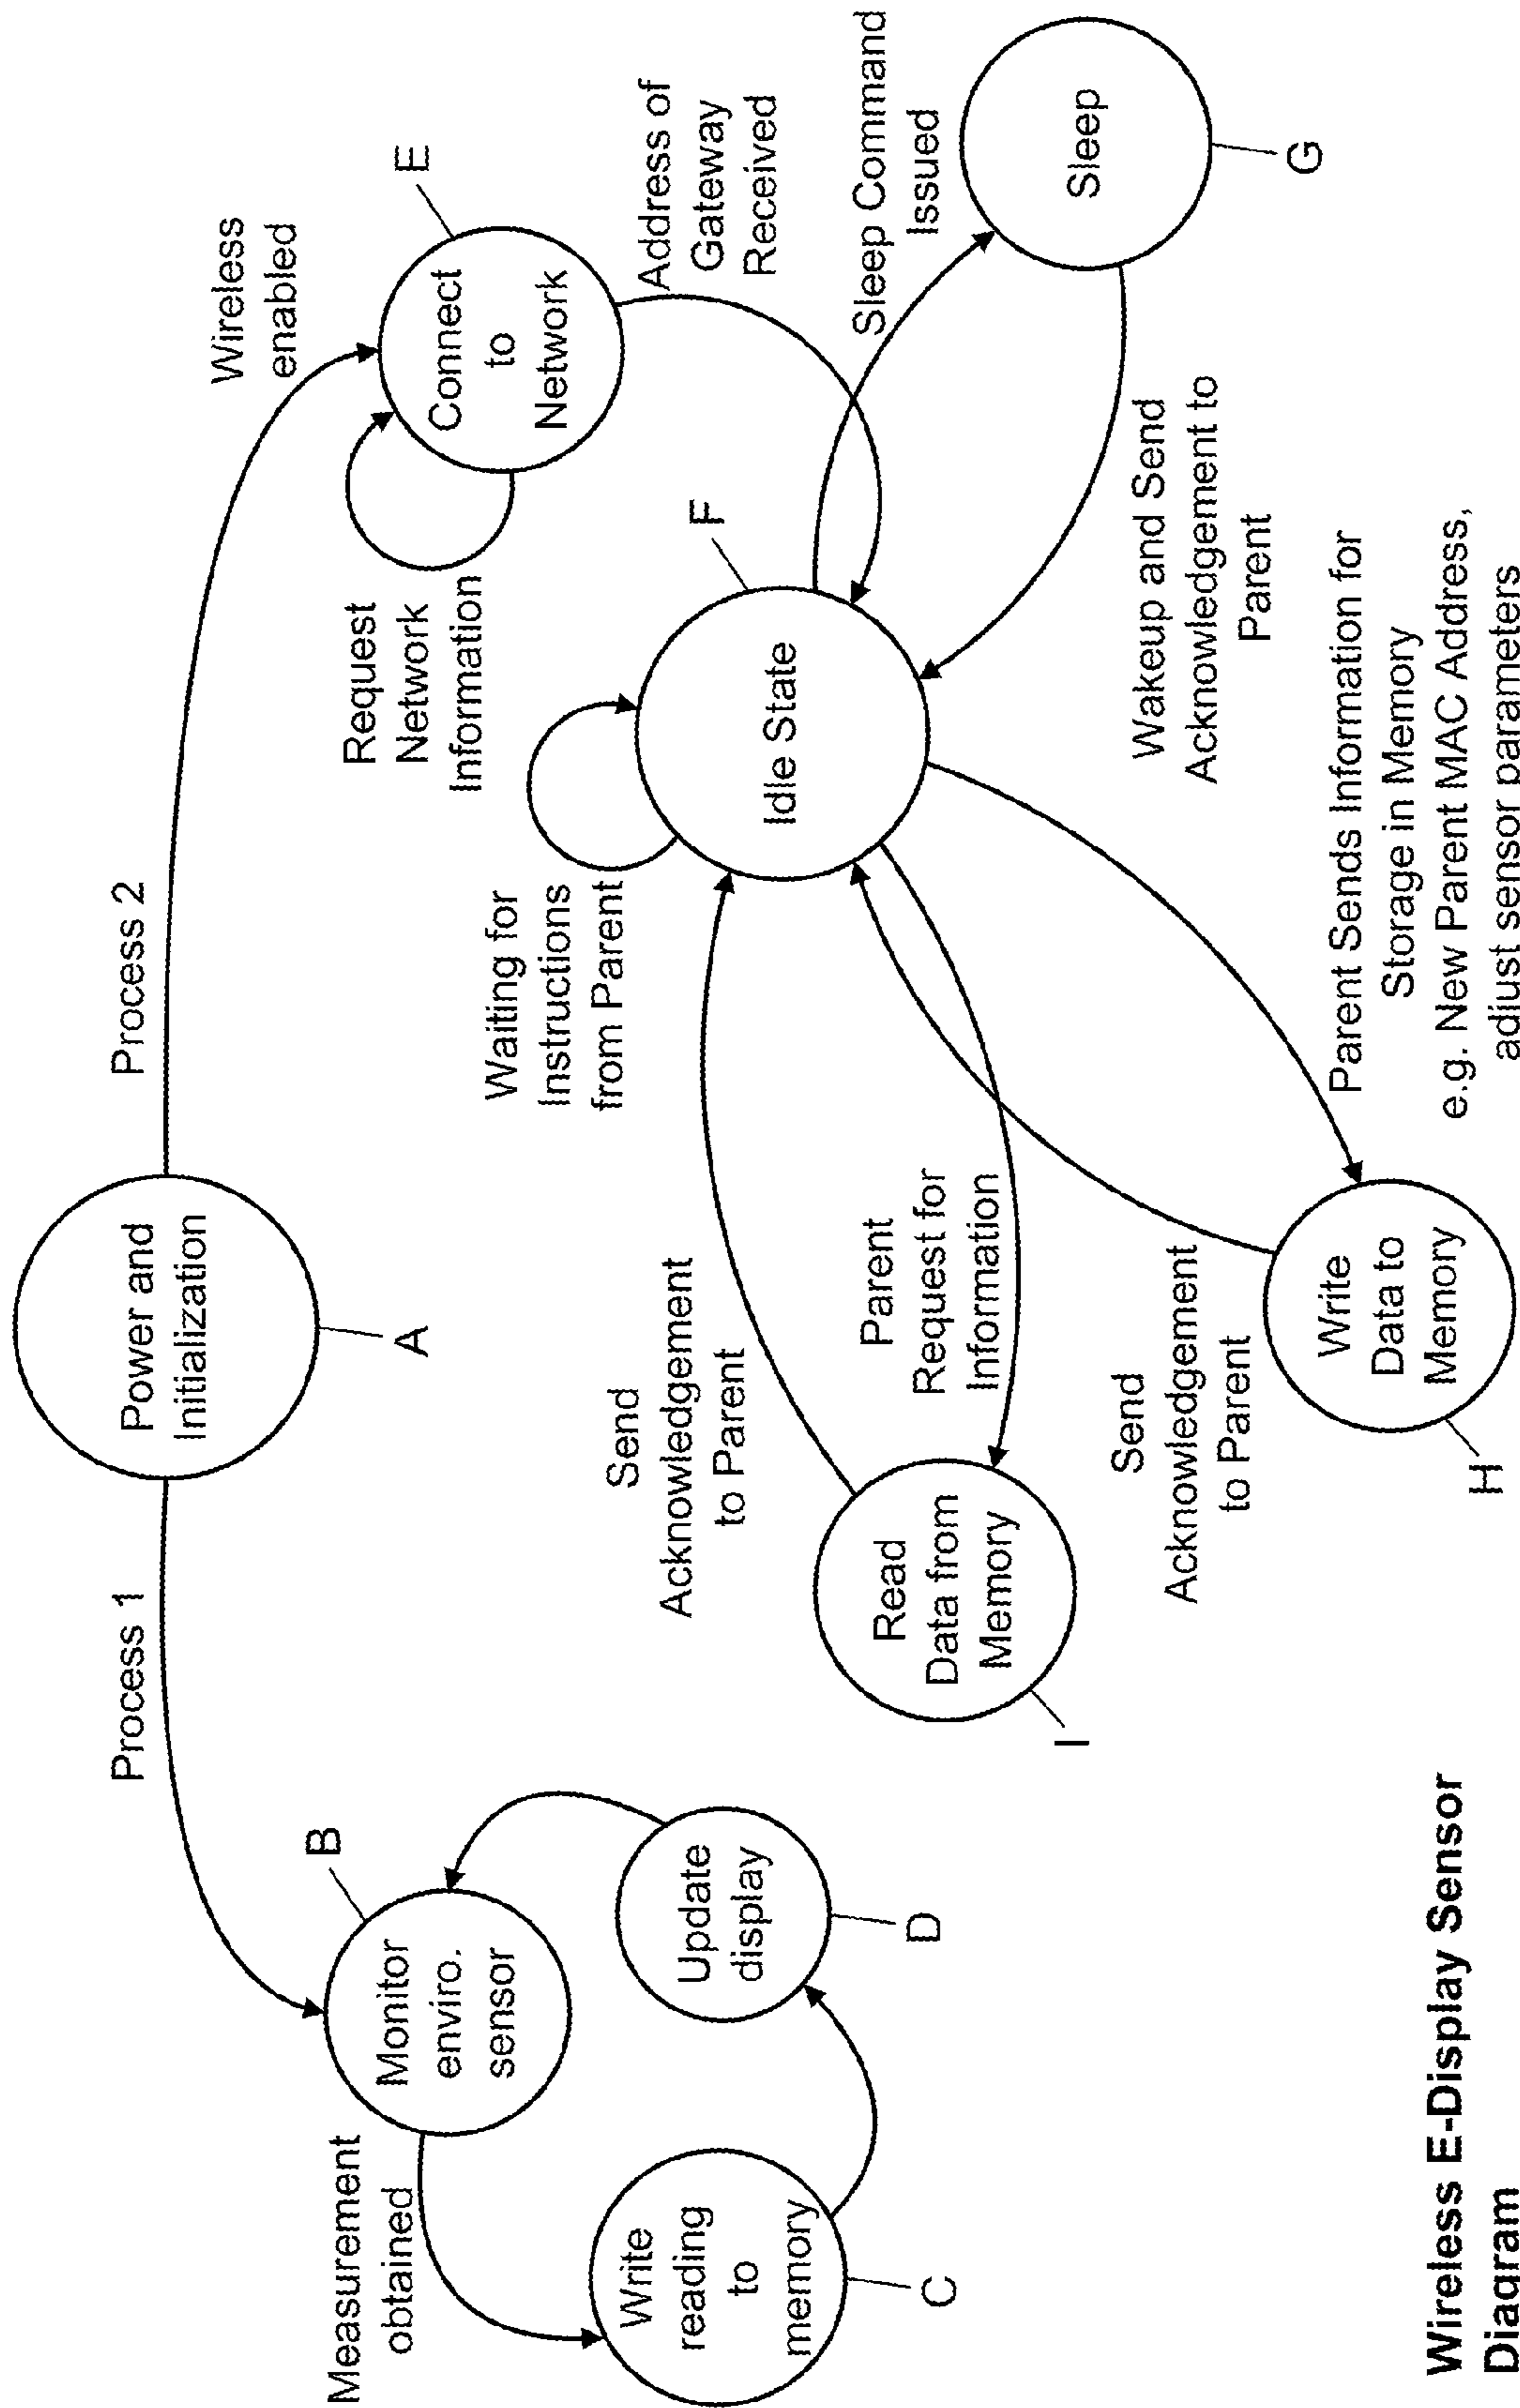 Process 1
Process 2
Power and
Initialization
A
Wireless
enabled
Measurement
obtained
Monitor
enviro.
sensor
B
Write
reading
to
memory
C
Update
display
D
Request
Network
Information
Connect
to
Network
E
Address of
Gateway
Received
Waiting for
Instructions
from Parent
Idle State
F
Sleep Command
Issued
Sleep
G
Wakeup and Send
Acknowledgement to
Parent
Send
Acknowledgement
to Parent
Parent
Request for
Information
Read
Data from
Memory
I
Send
Acknowledgement
to Parent
Write
Data to
Memory
H
Parent Sends Information for
Storage in Memory
e.g. New Parent MAC Address,
adjust sensor parameters
Wireless E-Display Sensor
Diagram